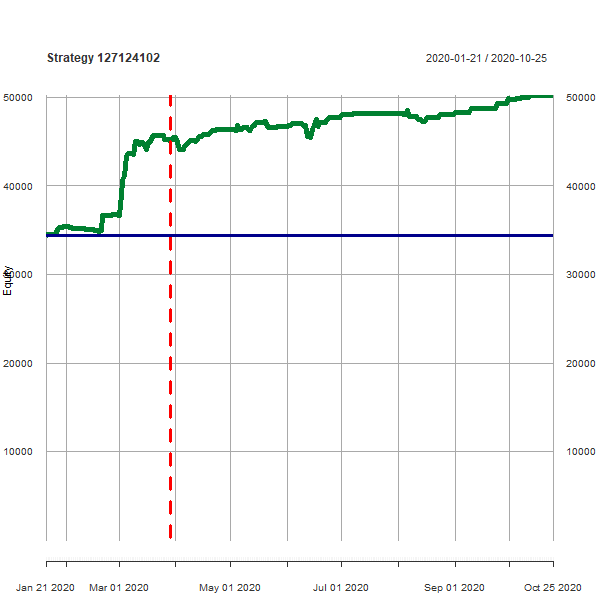 Strategy 127124102
2020-01-21 / 2020-10-25
50000
50000
40000
40000
30000
30000
Equity
20000
20000
10000
10000
Jan 21 2020
Mar 01 2020
May 01 2020
Jul 01 2020
Sep 01 2020
Oct 25 2020